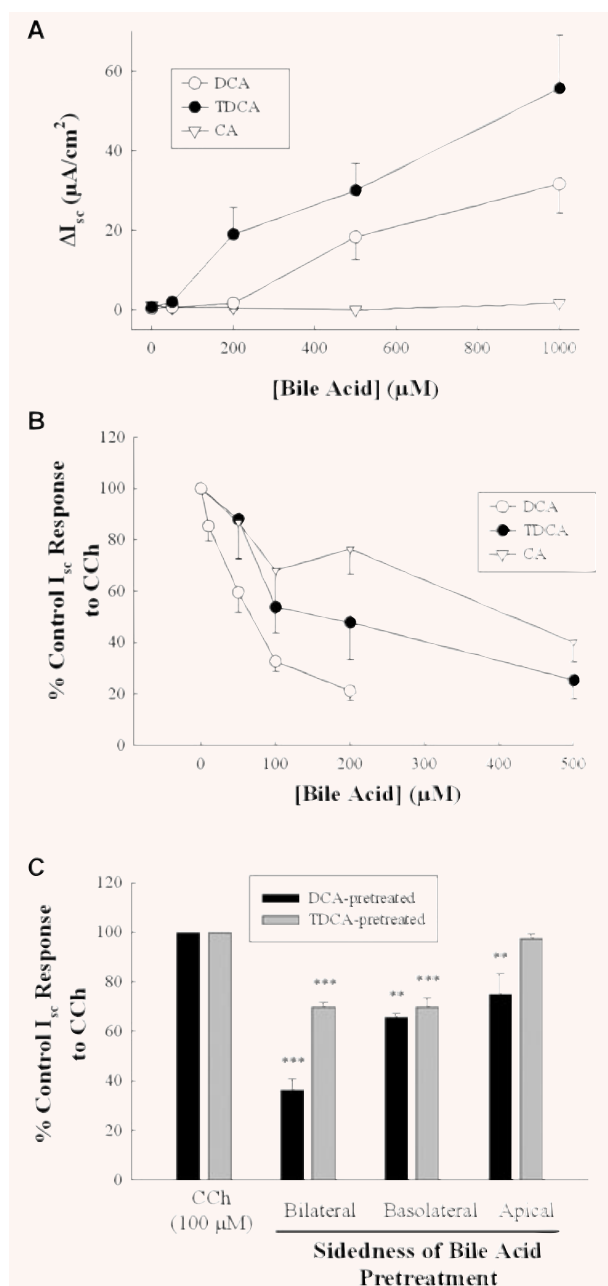 A
ΔIsc (μA/cm²)
60
40
20
0
DCA
TDCA
CA
0 200 400 600 800 1000
[Bile Acid] (μM)
B
% Control Isc Response
to CCh
120
100
80
60
40
20
0
DCA
TDCA
CA
0 100 200 300 400 500
[Bile Acid] (μM)
C
% Control Isc Response
to CCh
120
100
80
60
40
20
0
DCA-pretreated
TDCA-pretreated
***
***
**
***
**
CCh
(100 μM)
Bilateral Basolateral Apical
Sidedness of Bile Acid
Pretreatment